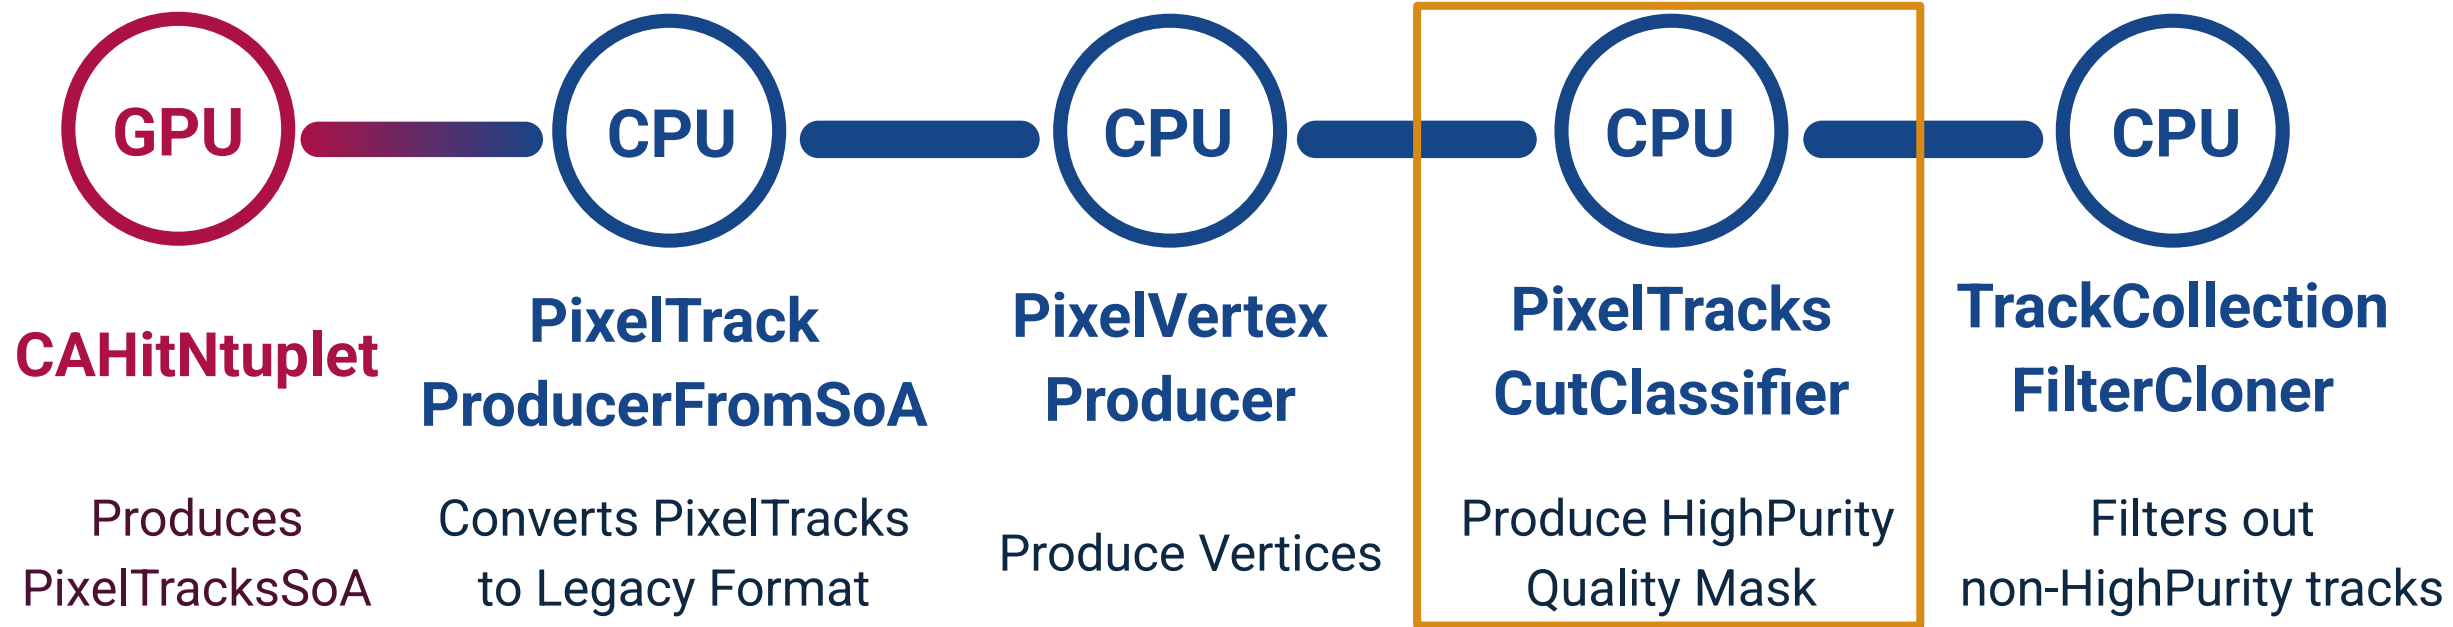 GPU
CPU
CPU
CPU
CPU
CAHitNtuplet
PixelTrack
ProducerFromSoA
PixelVertex
Producer
PixelTracks
CutClassifier
TrackCollection
FilterCloner
Produces
PixelTracksSoA
Converts PixelTracks
to Legacy Format
Produce Vertices
Produce HighPurity
Quality Mask
Filters out
non-HighPurity tracks